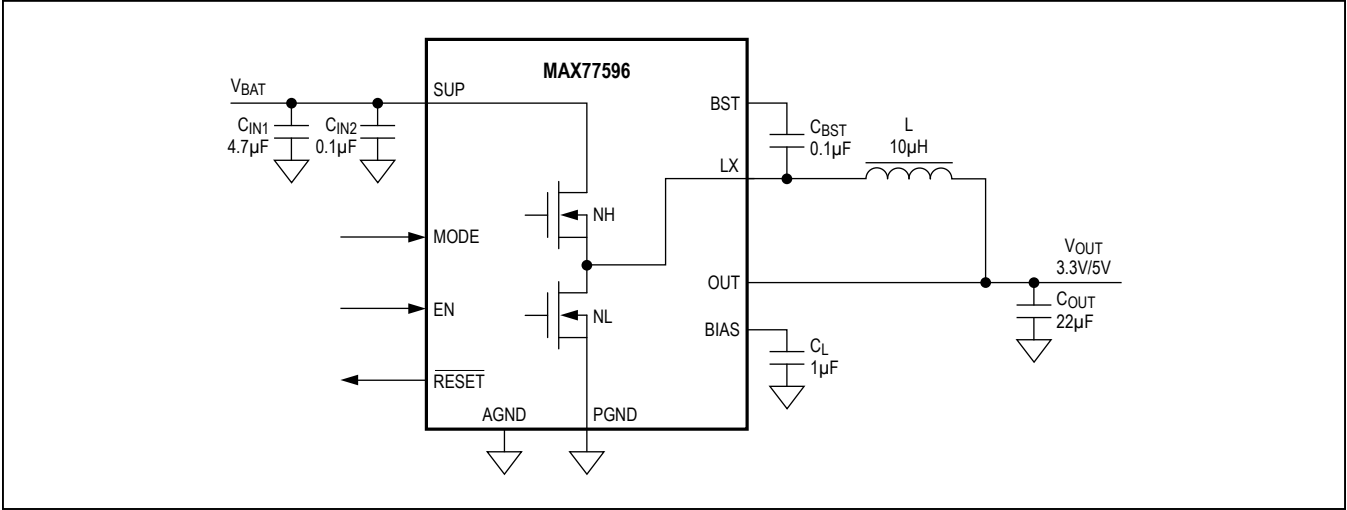 MAX77596
VBAT
SUP
CIN1
4.7µF
CIN2
0.1µF
BST
CBST
0.1µF
L
10µH
LX
NH
MODE
VOUT
3.3V/5V
OUT
EN
NL
COUT
22µF
BIAS
CL
1µF
RESET
AGND
PGND